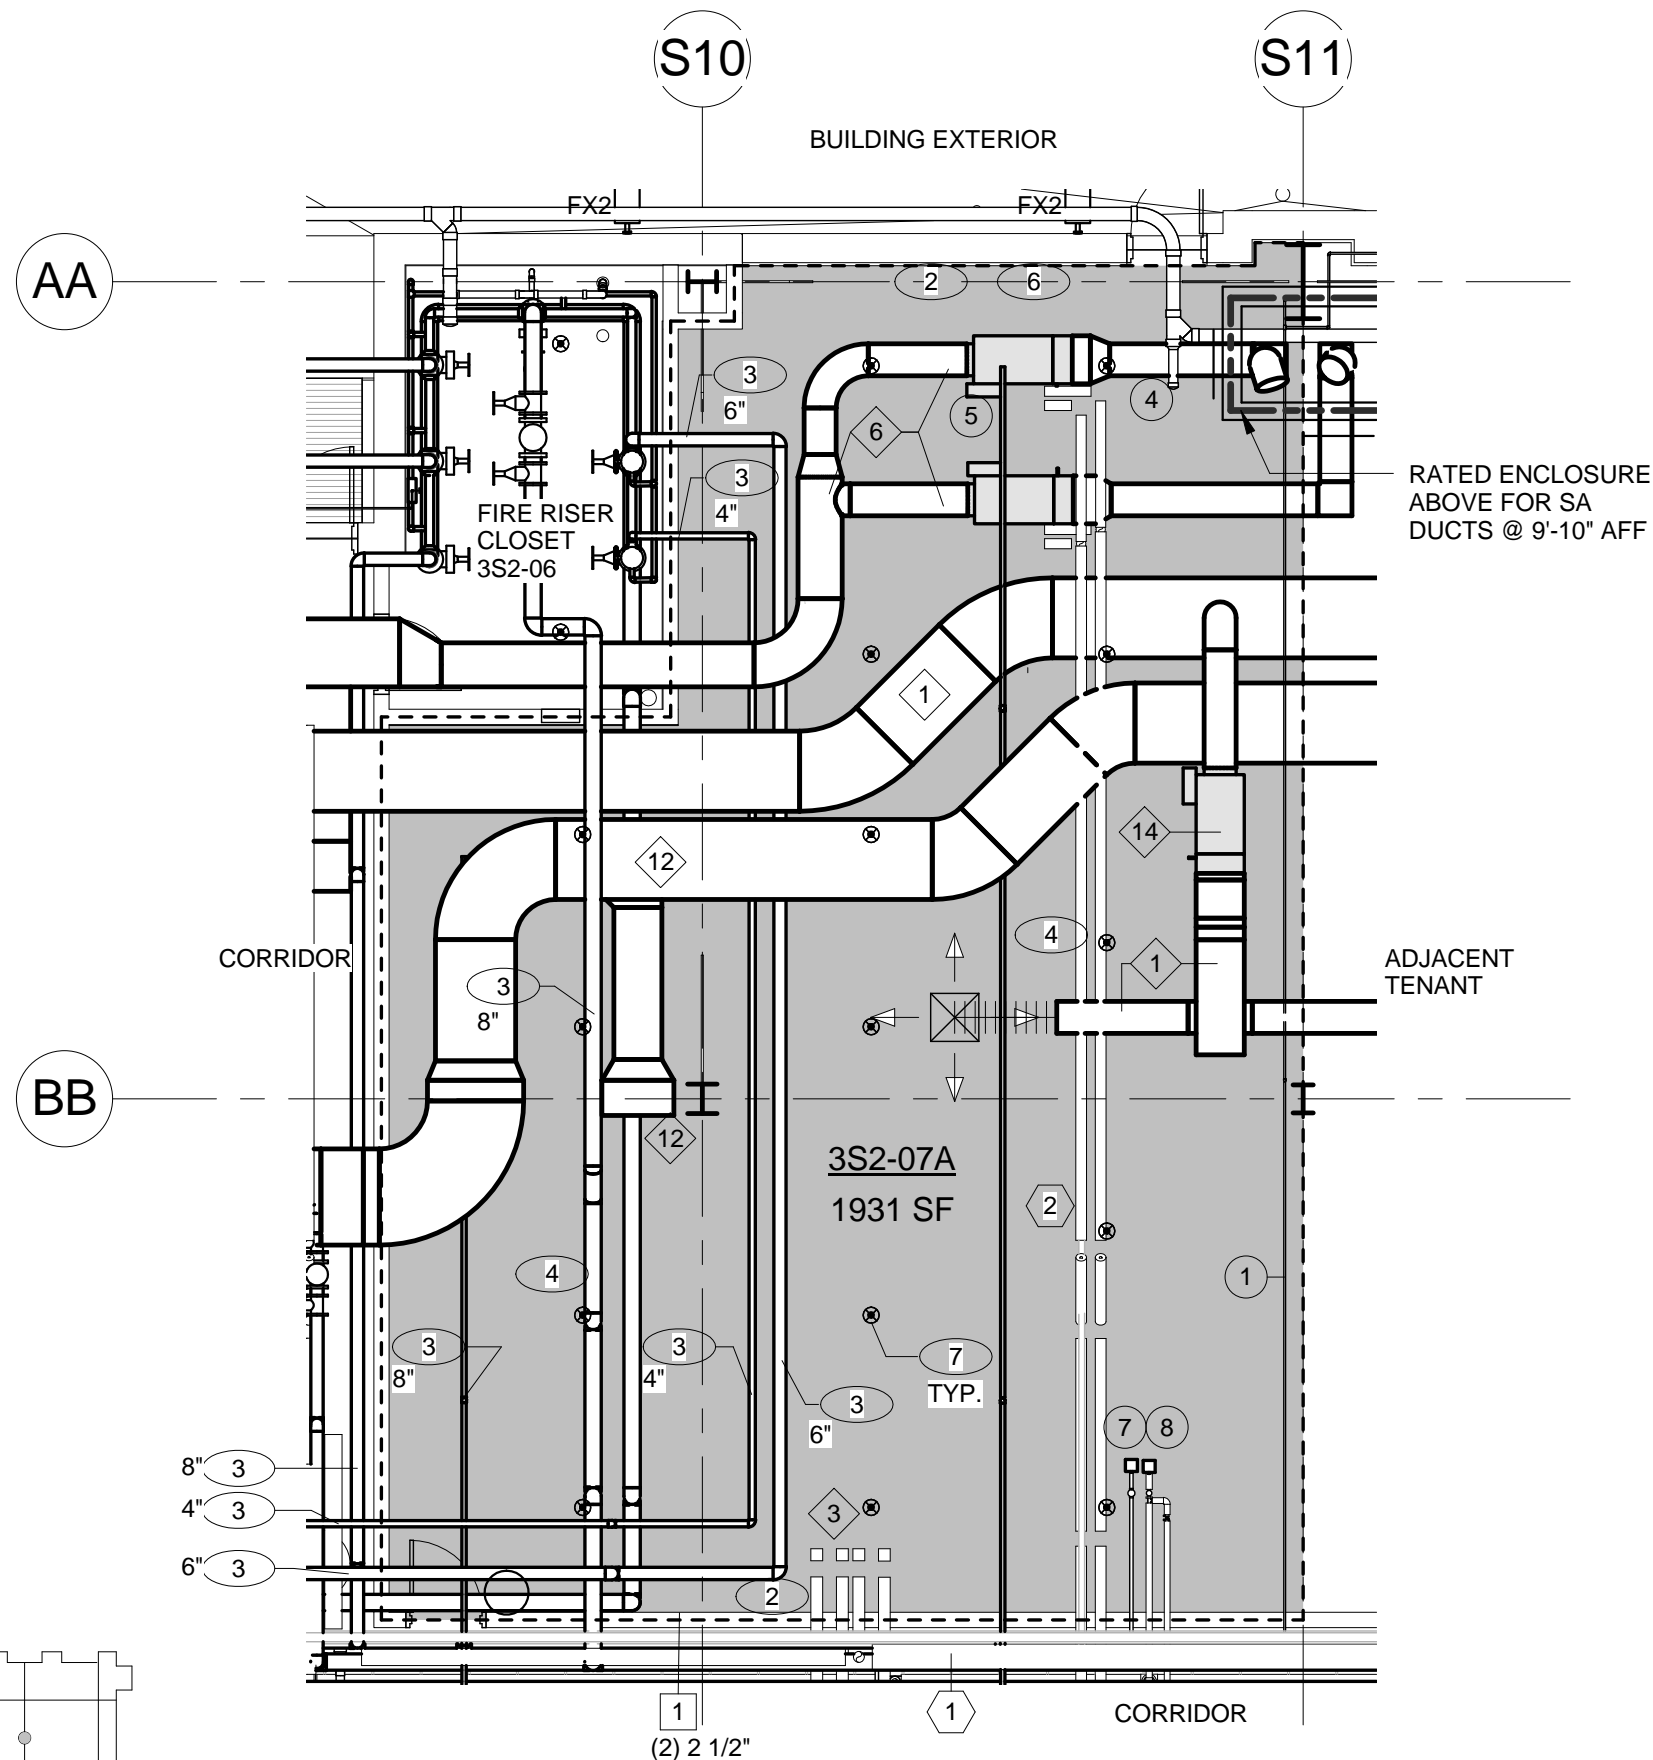 S10
S11
BUILDING EXTERIOR
FX2
FX2
AA
2
6
3
6"
5
4
6
3
4"
RATED ENCLOSURE
ABOVE FOR SA
DUCTS @ 9'-10" AFF
FIRE RISER
CLOSET
3S2-06
1
14
12
4
CORRIDOR
3
8"
1
ADJACENT
TENANT
BB
12
3S2-07A
1931 SF
2
4
1
3
8"
3
4"
7
TYP.
3
6"
7
8
8"
3
4"
3
3
6"
3
2
1
(2) 2 1/2"
1
CORRIDOR